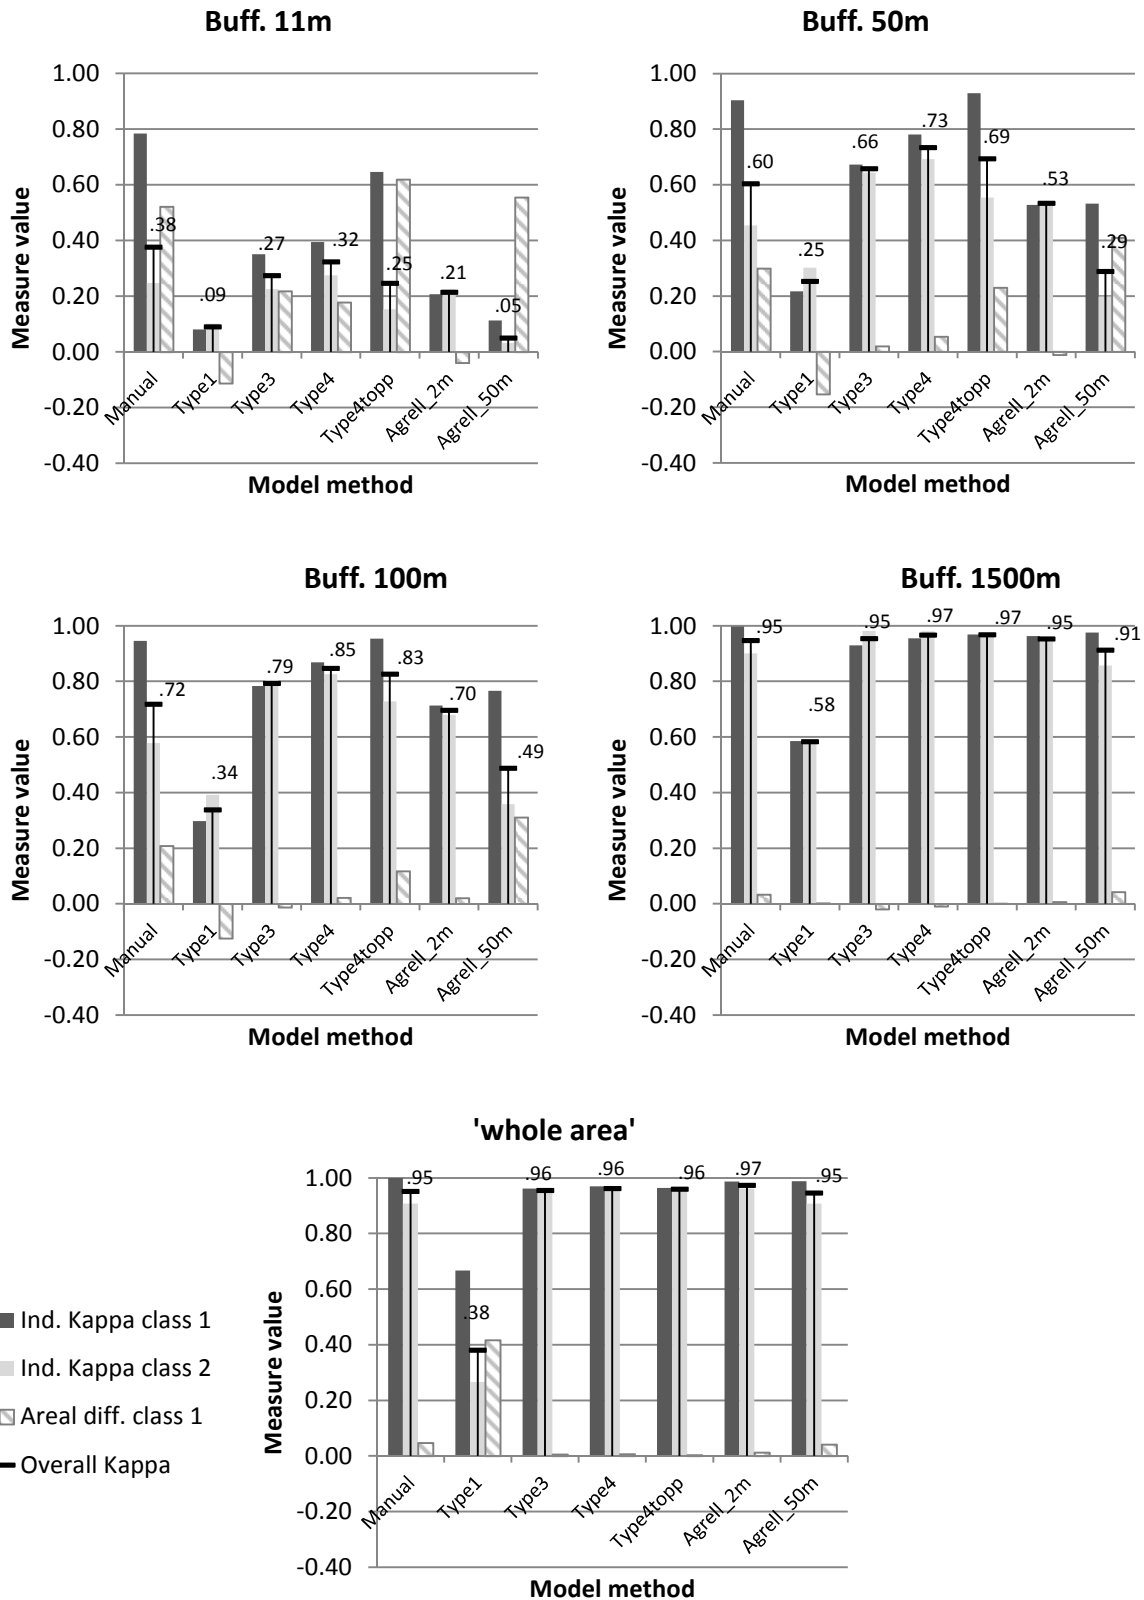 Buff. 11m
Measure value
1.00
0.80
0.60
0.40
0.20
0.00
-0.20
-0.40
.38
.09
.27
.32
.25
.21
.05
Manual
Type1
Type3
Type4
Type4topp
Agrell_2m
Agrell_50m
Model method
Buff. 50m
Measure value
1.00
0.80
0.60
0.40
0.20
0.00
-0.20
-0.40
.60
.25
.66
.73
.69
.53
.29
Manual
Type1
Type3
Type4
Type4topp
Agrell_2m
Agrell_50m
Model method
Buff. 100m
Measure value
1.00
0.80
0.60
0.40
0.20
0.00
-0.20
-0.40
.72
.34
.79
.85
.83
.70
.49
Manual
Type1
Type3
Type4
Type4topp
Agrell_2m
Agrell_50m
Model method
Buff. 1500m
Measure value
1.00
0.80
0.60
0.40
0.20
0.00
-0.20
-0.40
.95
.58
.95
.97
.97
.95
.91
Manual
Type1
Type3
Type4
Type4topp
Agrell_2m
Agrell_50m
Model method
'whole area'
Measure value
1.00
0.80
0.60
0.40
0.20
0.00
-0.20
-0.40
.95
.38
.96
.96
.96
.97
.95
Manual
Type1
Type3
Type4
Type4topp
Agrell_2m
Agrell_50m
Model method
Ind. Kappa class 1
Ind. Kappa class 2
Areal diff. class 1
Overall Kappa